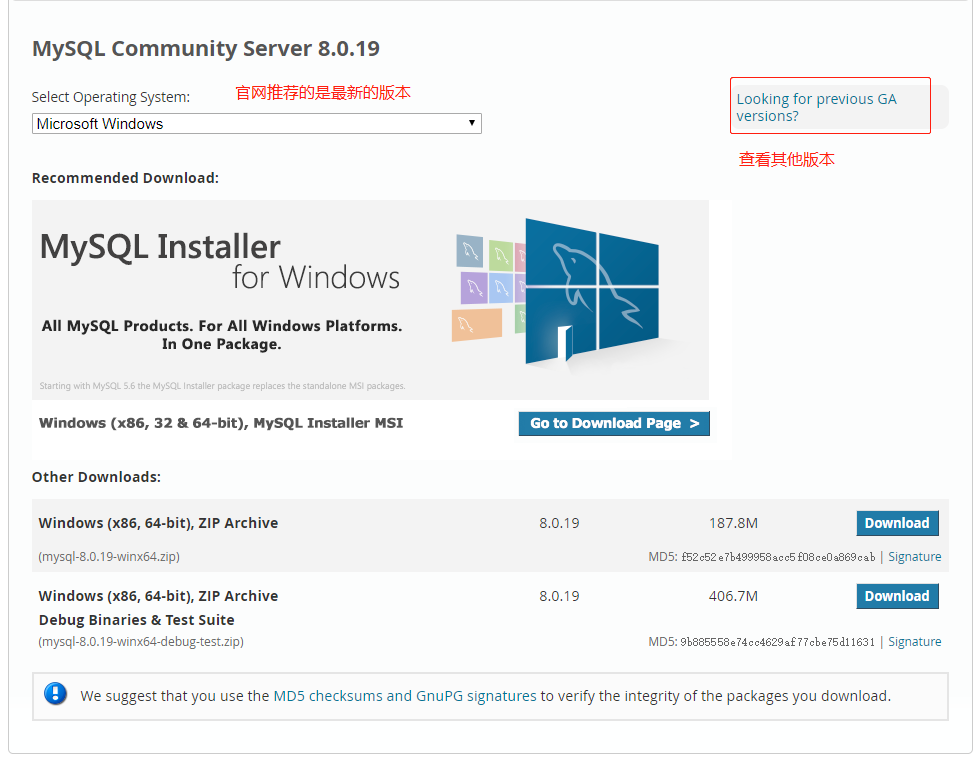 MySQL Community Server 8.0.19
Select Operating System:
官网推荐的是最新的版本
Microsoft Windows
Looking for previous GA
versions?
查看其他版本
Recommended Download:
MySQL Installer
for Windows
All MySQL Products. For All Windows Platforms.
In One Package.
Starting with MySQL 5.6 the MySQL Installer package replaces the standalone MSI packages.
Windows (x86, 32 & 64-bit), MySQL Installer MSI
Go to Download Page >
Other Downloads:
Windows (x86, 64-bit), ZIP Archive 8.0.19 187.8M Download
(mysql-8.0.19-winx64.zip) MD5: f52c52e7b499958acc5f08ce0a869cab | Signature
Windows (x86, 64-bit), ZIP Archive 8.0.19 406.7M Download
Debug Binaries & Test Suite
(mysql-8.0.19-winx64-debug-test.zip) MD5: 9b885558e74cc4629af77cbe75d11631 | Signature
We suggest that you use the MD5 checksums and GnuPG signatures to verify the integrity of the packages you download.